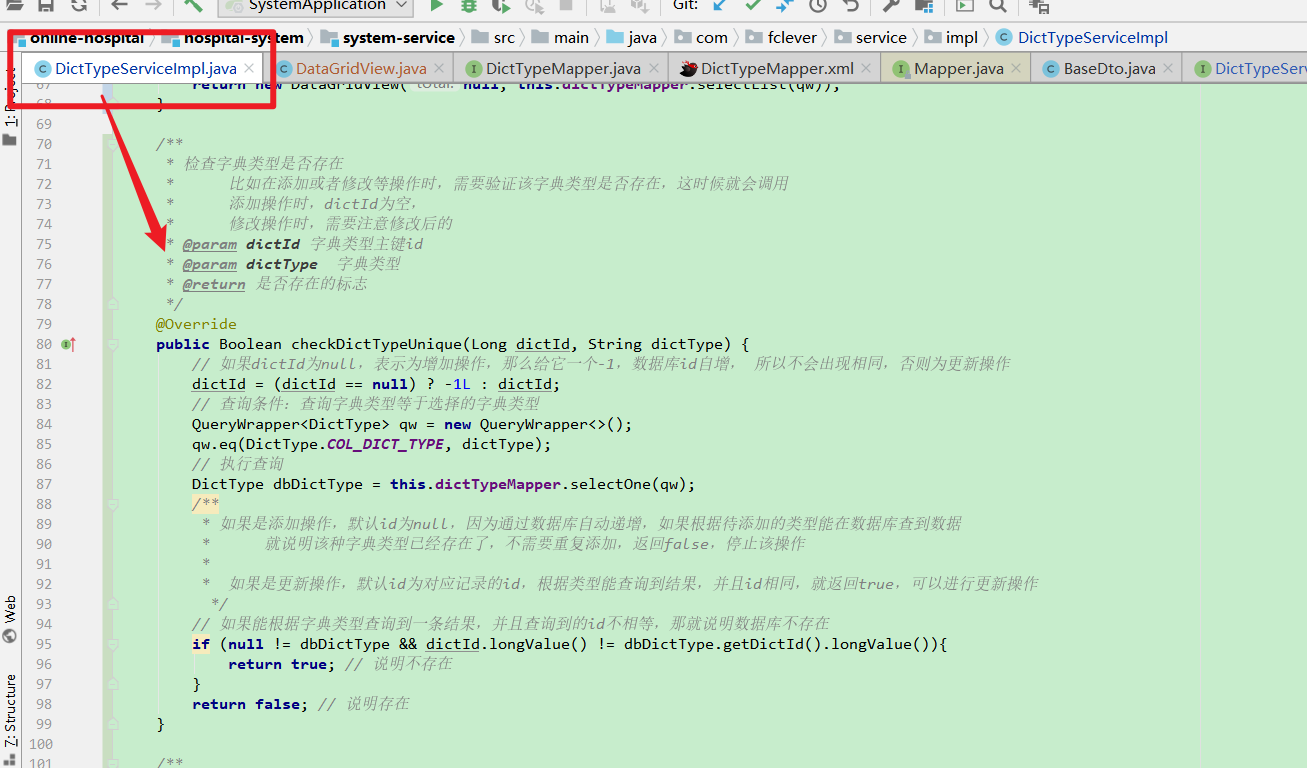 SystemApplication
Git:
online-hospital hospital-system system-service src main java com fclever service impl DictTypeServiceImpl
DictTypeServiceImpl.java DataGridView.java DictTypeMapper.java DictTypeMapper.xml Mapper.java BaseDto.java DictTypeServ
67 return new DataGridView( total: null, this.dictTypeMapper.selectList(qw));
68 }
69
70 /**
71 * 检查字典类型是否存在
72 * 比如在添加或者修改等操作时，需要验证该字典类型是否存在，这时候就会调用
73 * 添加操作时，dictId为空，
74 * 修改操作时，需要注意修改后的
75 * @param dictId 字典类型主键id
76 * @param dictType 字典类型
77 * @return 是否存在的标志
78 */
79 @Override
80 public Boolean checkDictTypeUnique(Long dictId, String dictType) {
81 // 如果dictId为null，表示为增加操作，那么给它一个-1，数据库id自增， 所以不会出现相同，否则为更新操作
82 dictId = (dictId == null) ? -1L : dictId;
83 // 查询条件：查询字典类型等于选择的字典类型
84 QueryWrapper<DictType> qw = new QueryWrapper<>();
85 qw.eq(DictType.COL_DICT_TYPE, dictType);
86 // 执行查询
87 DictType dbDictType = this.dictTypeMapper.selectOne(qw);
88 /**
89 * 如果是添加操作，默认id为null，因为通过数据库自动递增，如果根据待添加的类型能在数据库查到数据
90 * 就说明该种字典类型已经存在了，不需要重复添加，返回false，停止该操作
91 *
92 * 如果是更新操作，默认id为对应记录的id，根据类型能查询到结果，并且id相同，就返回true，可以进行更新操作
93 */
94 // 如果能根据字典类型查询到一条结果，并且查询到的id不相等，那就说明数据库不存在
95 if (null != dbDictType && dictId.longValue() != dbDictType.getDictId().longValue()){
96 return true; // 说明不存在
97 }
98 return false; // 说明存在
99 }
100
101 /**
1: Project
Web
Z: Structure